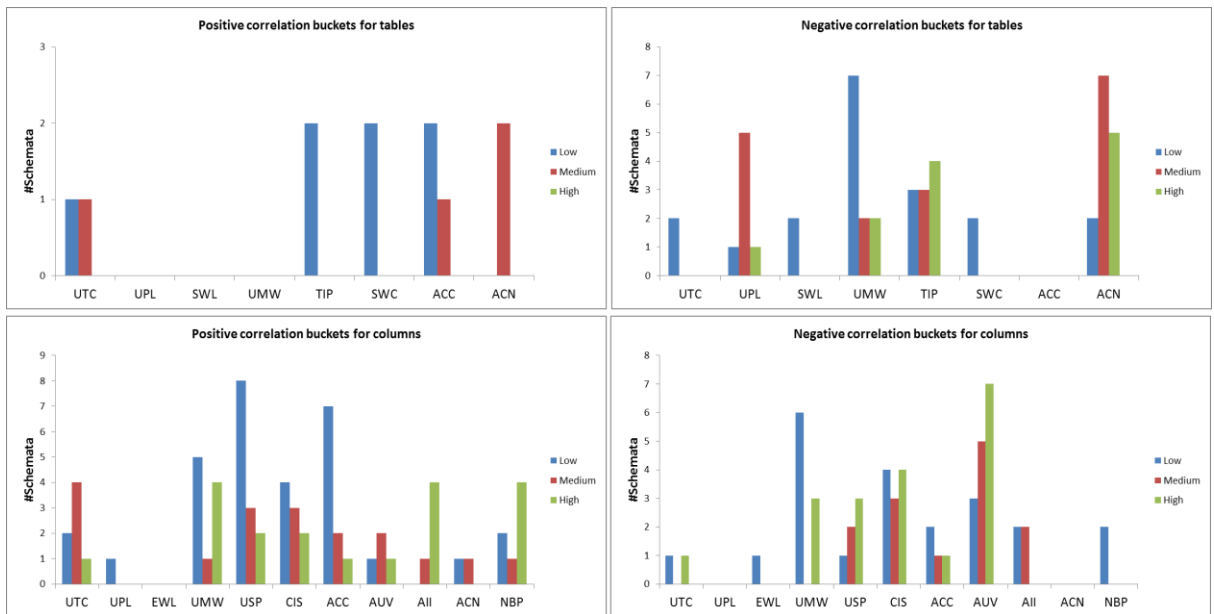 Positive correlation buckets for tables
#Schemata
3
2
1
0
UTC UPL SWL UMW TIP SWC ACC ACN
Low
Medium
High
Negative correlation buckets for tables
#Schemata
8
7
6
5
4
3
2
1
0
UTC UPL SWL UMW TIP SWC ACC ACN
Low
Medium
High
Positive correlation buckets for columns
#Schemata
9
8
7
6
5
4
3
2
1
0
UTC UPL EWL UMW USP CIS ACC AUV AII ACN NBP
Low
Medium
High
Negative correlation buckets for columns
#Schemata
8
7
6
5
4
3
2
1
0
UTC UPL EWL UMW USP CIS ACC AUV AII ACN NBP
Low
Medium
High